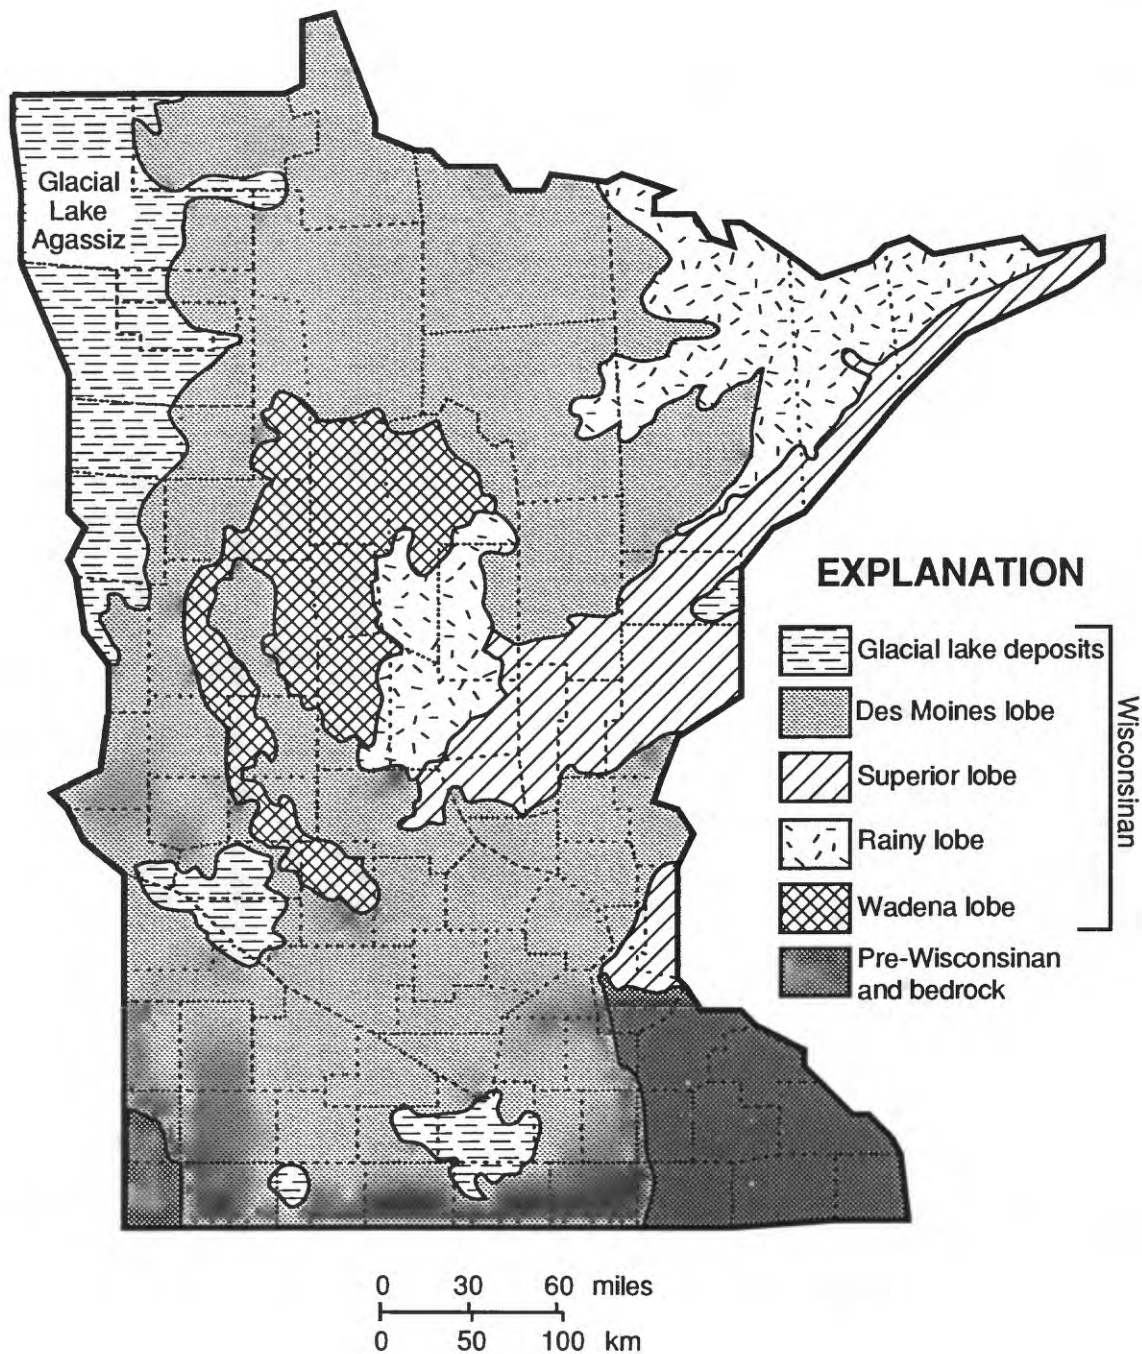 Glacial
Lake
Agassiz
EXPLANATION
Glacial lake deposits
Des Moines lobe
Superior lobe
Rainy lobe
Wadena lobe
Wisconsinan
Pre-Wisconsinan
and bedrock
0 30 60 miles
0 50 100 km